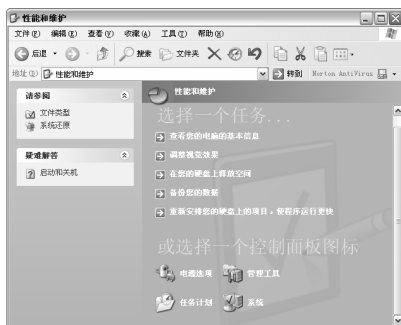 性能和维护
文件(F) 编辑(E) 查看(V) 收藏(A) 工具(T) 帮助(H)
后退 搜索 文件夹
地址(D) 性能和维护 转到 Norton AntiVirus
请参阅
文件类型
系统还原
疑难解答
启动和关机
性能和维护
选择一个任务...
查看您的电脑的基本信息
调整视觉效果
在您的硬盘上释放空间
备份您的数据
重新安排您的硬盘上的项目,使程序运行更快
或选择一个控制面板图标
电源选项 管理工具
任务计划 系统